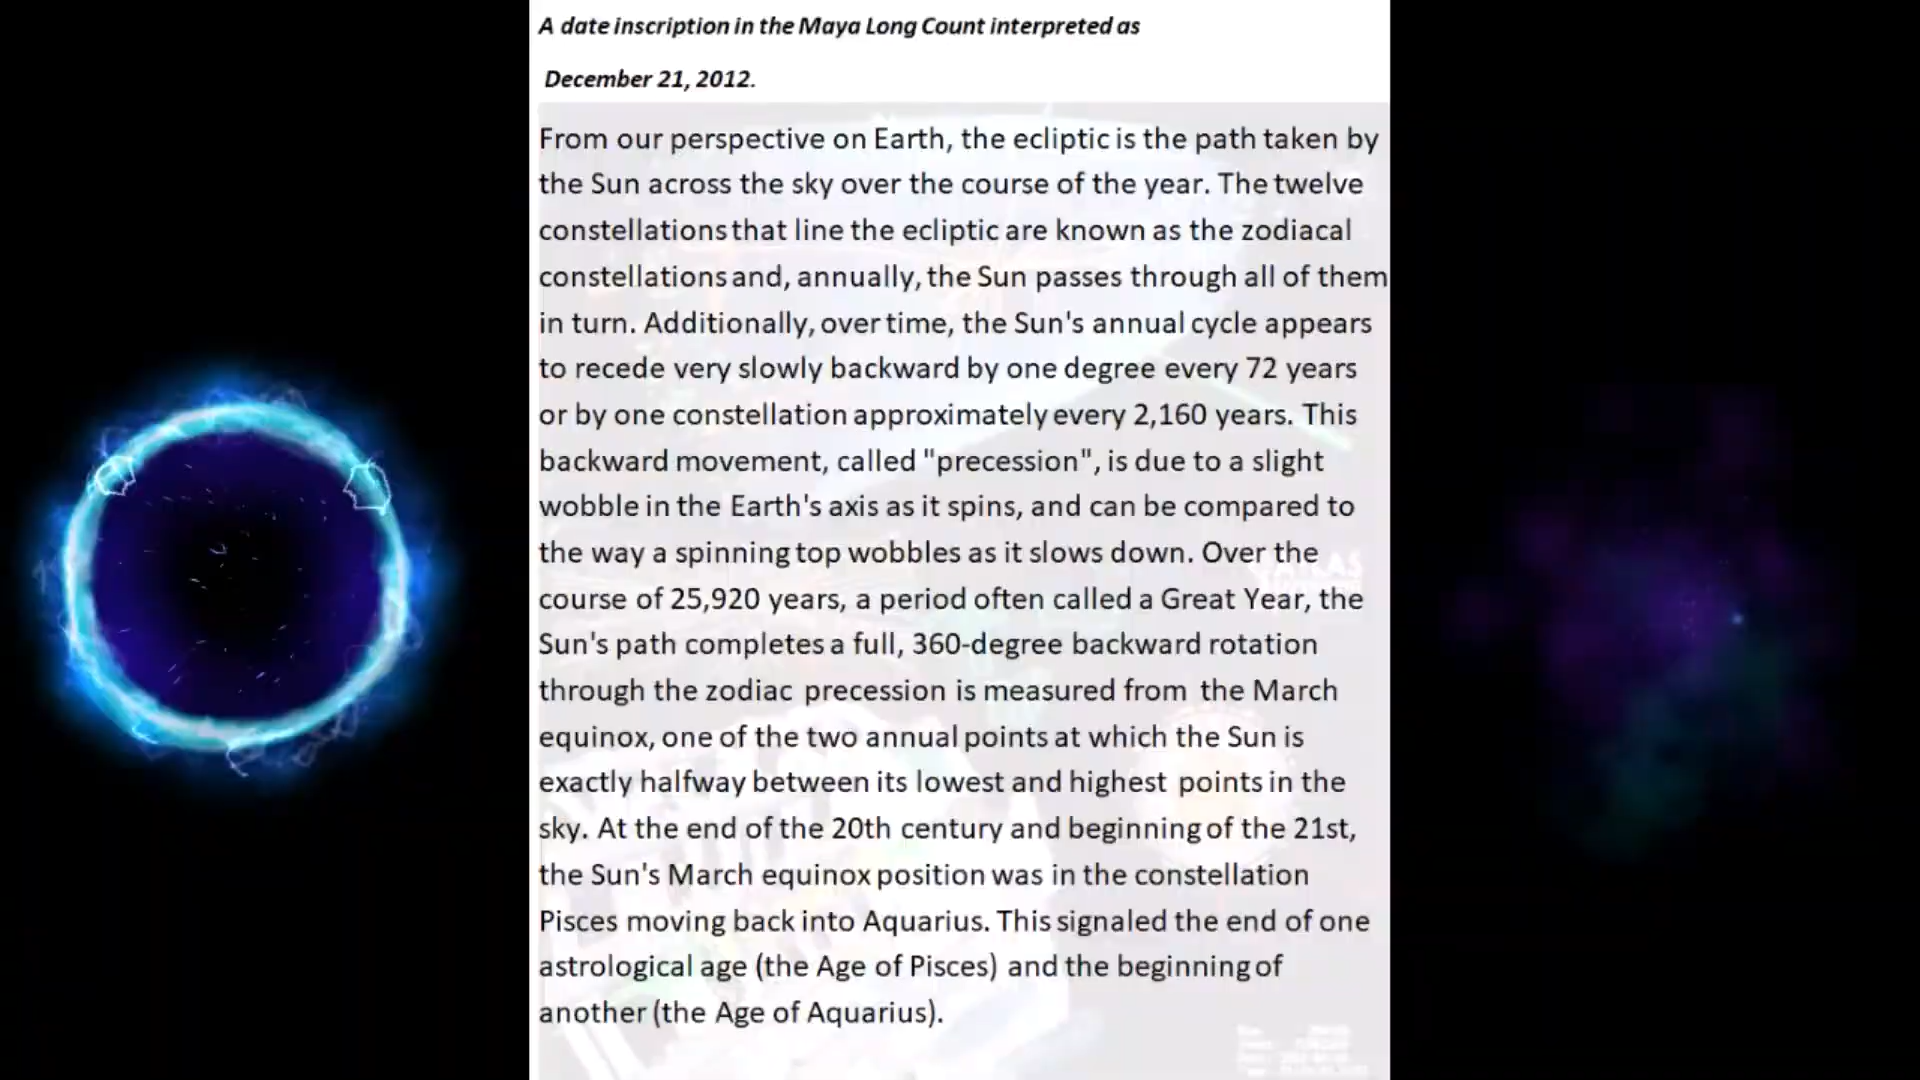 A date inscription in the Maya Long Count interpreted as
December 21, 2012.
From our perspective on Earth, the ecliptic is the path taken by
the Sun across the sky over the course of the year. The twelve
constellations that line the ecliptic are known as the zodiacal
constellations and, annually, the Sun passes through all of them
in turn. Additionally, over time, the Sun's annual cycle appears
to recede very slowly backward by one degree every 72 years
or by one constellation approximately every 2,160 years. This
backward movement, called "precession", is due to a slight
wobble in the Earth's axis as it spins, and can be compared to
the way a spinning top wobbles as it slows down. Over the
course of 25,920 years, a period often called a Great Year, the
Sun's path completes a full, 360-degree backward rotation
through the zodiac precession is measured from the March
equinox, one of the two annual points at which the Sun is
exactly halfway between its lowest and highest points in the
sky. At the end of the 20th century and beginning of the 21st,
the Sun's March equinox position was in the constellation
Pisces moving back into Aquarius. This signaled the end of one
astrological age (the Age of Pisces) and the beginning of
another (the Age of Aquarius).